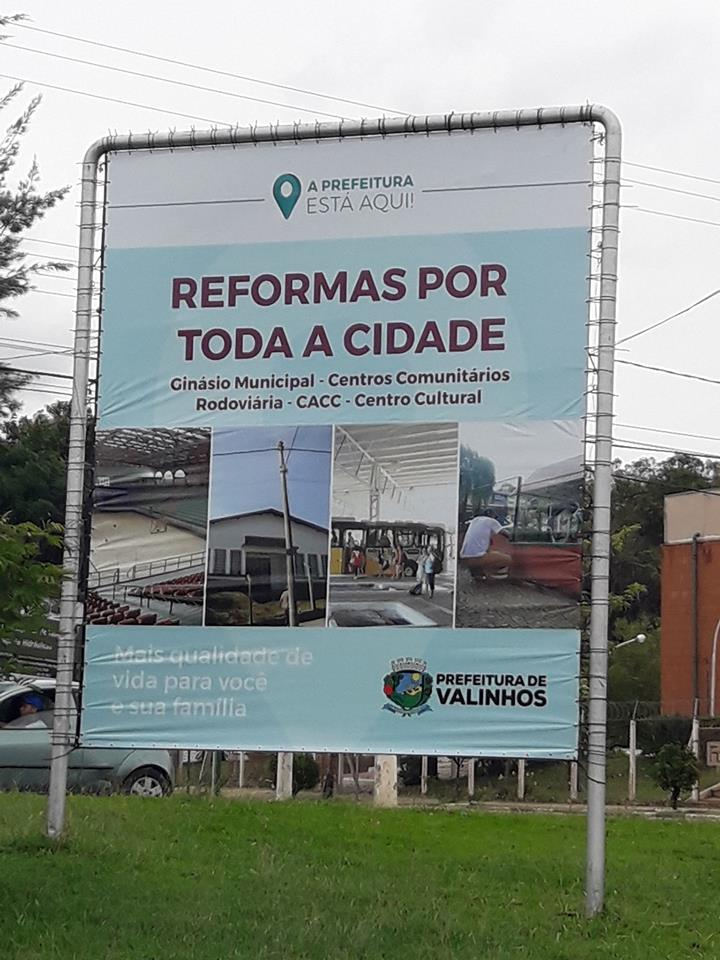 A PREFEITURA
ESTÁ AQUI!
REFORMAS POR
TODA A CIDADE
Ginásio Municipal - Centros Comunitários
Rodoviária - CACC - Centro Cultural
Mais qualidade de
vida para você
e sua família
PREFEITURA DE
VALINHOS